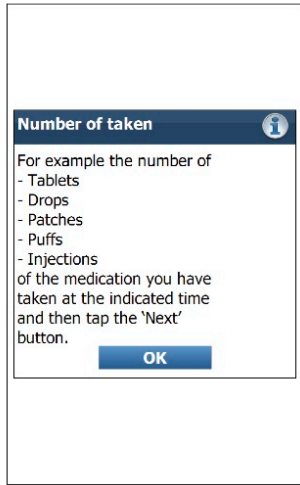 Number of taken
For example the number of
- Tablets
- Drops
- Patches
- Puffs
- Injections
of the medication you have
taken at the indicated time
and then tap the ‘Next’
button.
OK